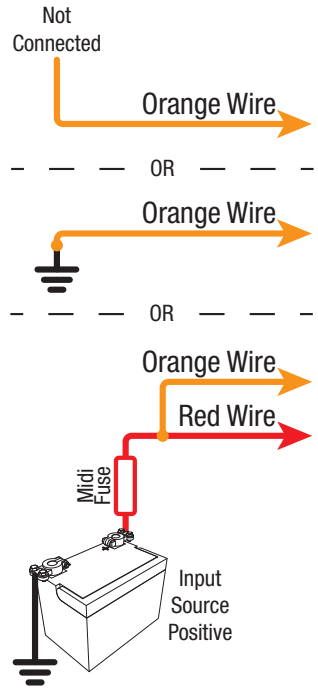 Not
Connected
Orange Wire
OR
Orange Wire
OR
Orange Wire
Red Wire
Midi
Fuse
Input
Source
Positive